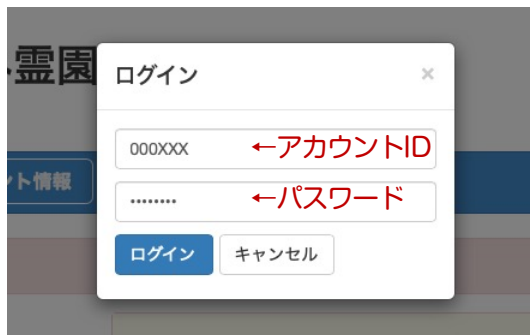 霊園
ログイン ×
000XXX ←アカウントID
ント情報
........ ←パスワード
ログイン キャンセル